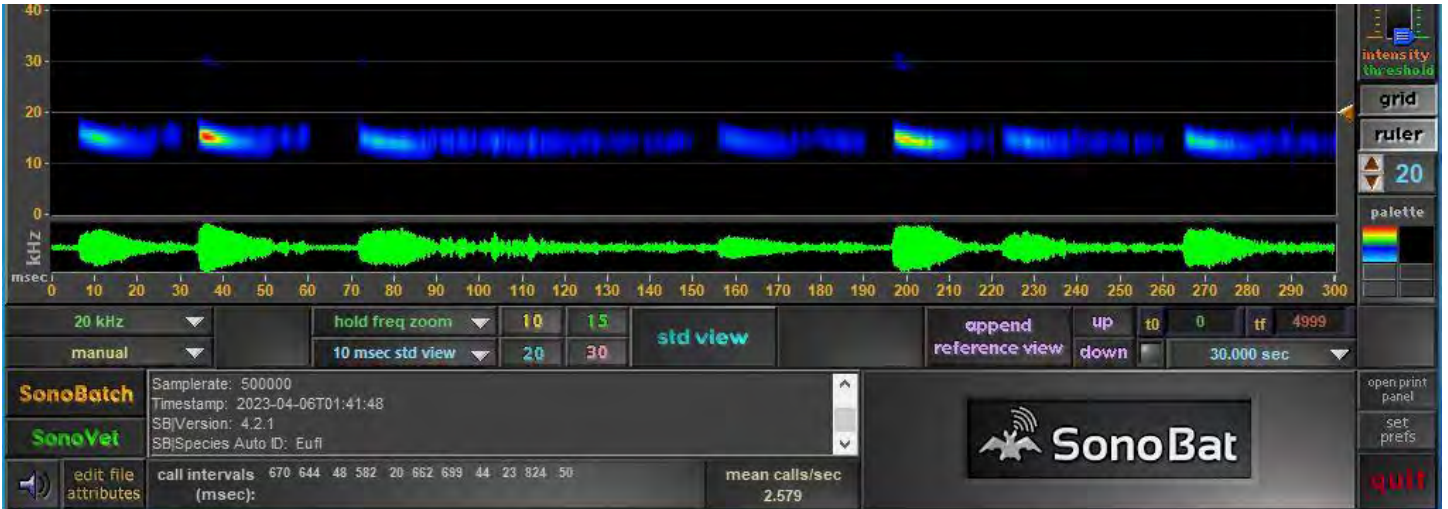 40
30
20
10
0
kHz
intensity
threshold
grid
ruler
20
palette
msec
0 10 20 30 40 50 60 70 80 90 100 110 120 130 140 150 160 170 180 190 200 210 220 230 240 250 260 270 280 290 300
20 kHz hold freq zoom 10 15 std view append reference view up t0 0 tf 4999
manual 10 msec std view 20 30 down 30.000 sec
SonoBatch
SonoVet
Samplerate: 500000
Timestamp: 2023-04-06T01:41:48
SB|Version: 4.2.1
SB|Species Auto ID: Eufl
SonoBat
open print
panel
set
prefs
edit file
attributes
call intervals 670 644 48 582 20 662 699 44 23 824 50
(msec):
mean calls/sec
2.579
quit